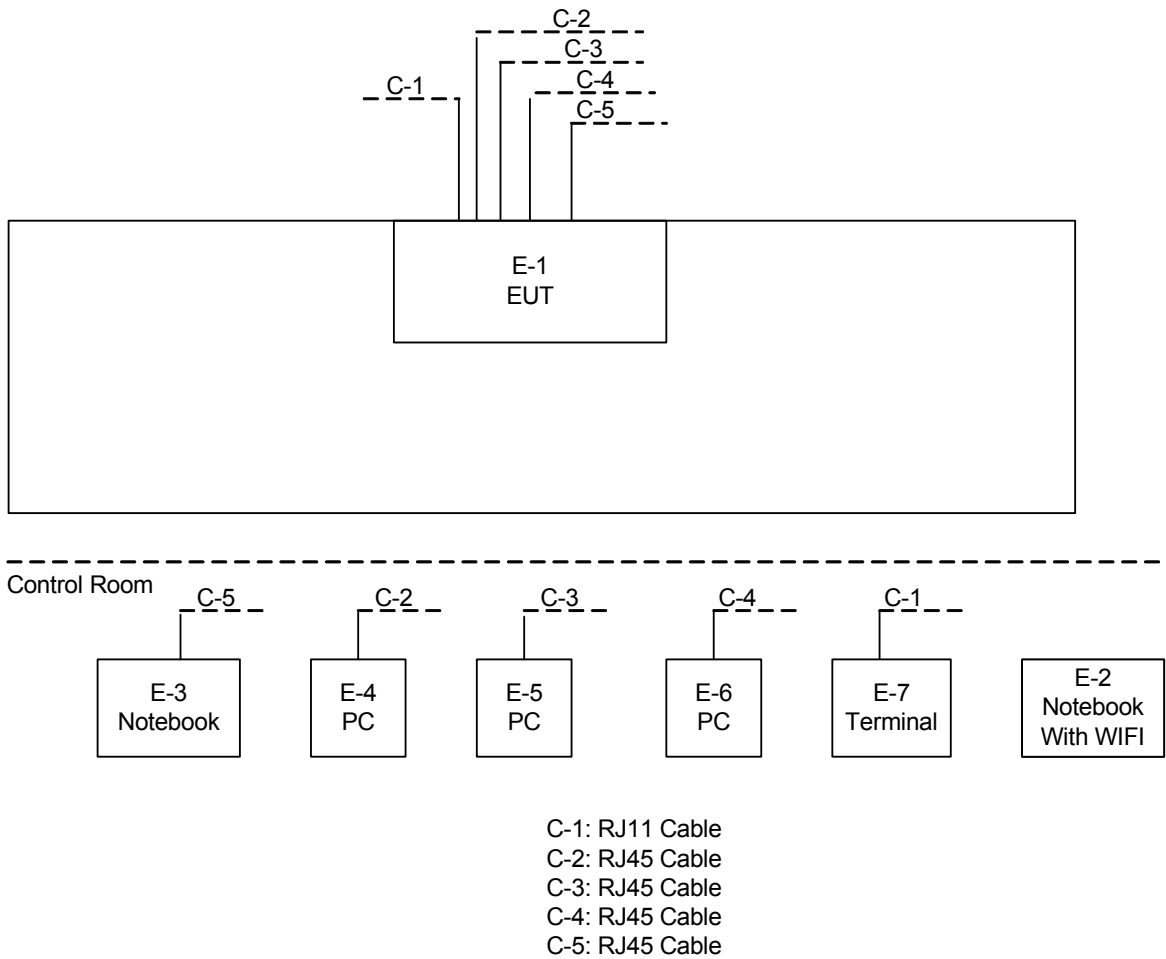 C-2
C-3
C-1
C-4
C-5
E-1
EUT
Control Room
C-5
C-2
C-3
C-4
C-1
E-3
Notebook
E-4
PC
E-5
PC
E-6
PC
E-7
Terminal
E-2
Notebook
With WIFI
C-1: RJ11 Cable
C-2: RJ45 Cable
C-3: RJ45 Cable
C-4: RJ45 Cable
C-5: RJ45 Cable